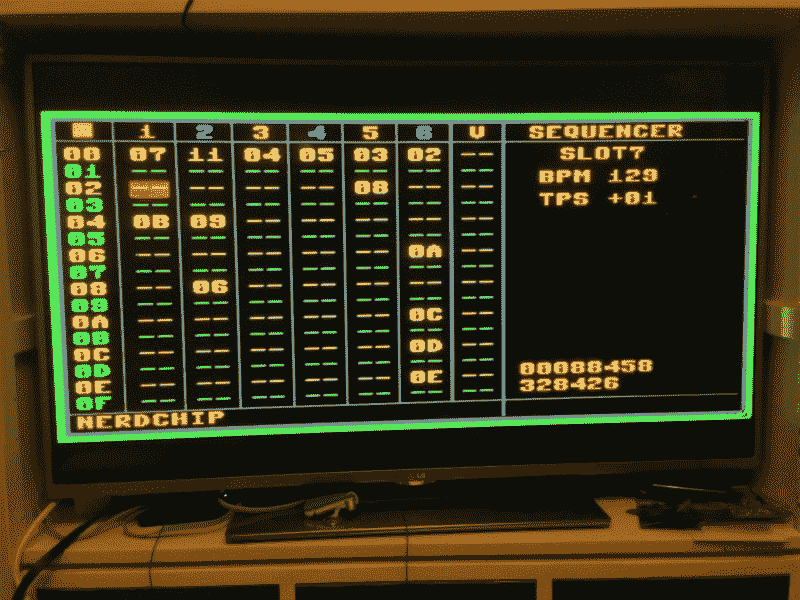 1 2 3 4 5 6 V SEQUENCER
00 07 11 04 05 03 02 -- SLOT7
01 -- -- -- -- -- -- --
02 -- -- -- -- 08 -- -- BPM 129
03 -- -- -- -- -- -- -- TPS +01
04 0B 09 -- -- -- -- --
05 -- -- -- -- -- -- --
06 -- -- -- -- -- 0A --
07 -- -- -- -- -- -- --
08 -- 06 -- -- -- -- --
09 -- -- -- -- -- -- --
0A -- -- -- -- -- 0C --
0B -- -- -- -- -- -- --
0C -- -- -- -- -- 0D --
0D -- -- -- -- -- -- -- 00088458
0E -- -- -- -- -- 0E -- 328426
0F -- -- -- -- -- -- --
NERDCHIP
LG